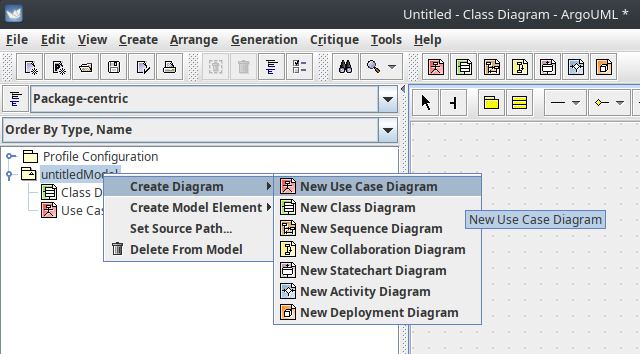 Untitled - Class Diagram - ArgoUML *
File Edit View Create Arrange Generation Critique Tools Help
Package-centric
Order By Type, Name
Profile Configuration
untitledModel
Class D
Use Cas
Create Diagram
Create Model Element
Set Source Path...
Delete From Model
New Use Case Diagram
New Class Diagram
New Sequence Diagram
New Collaboration Diagram
New Statechart Diagram
New Activity Diagram
New Deployment Diagram
New Use Case Diagram